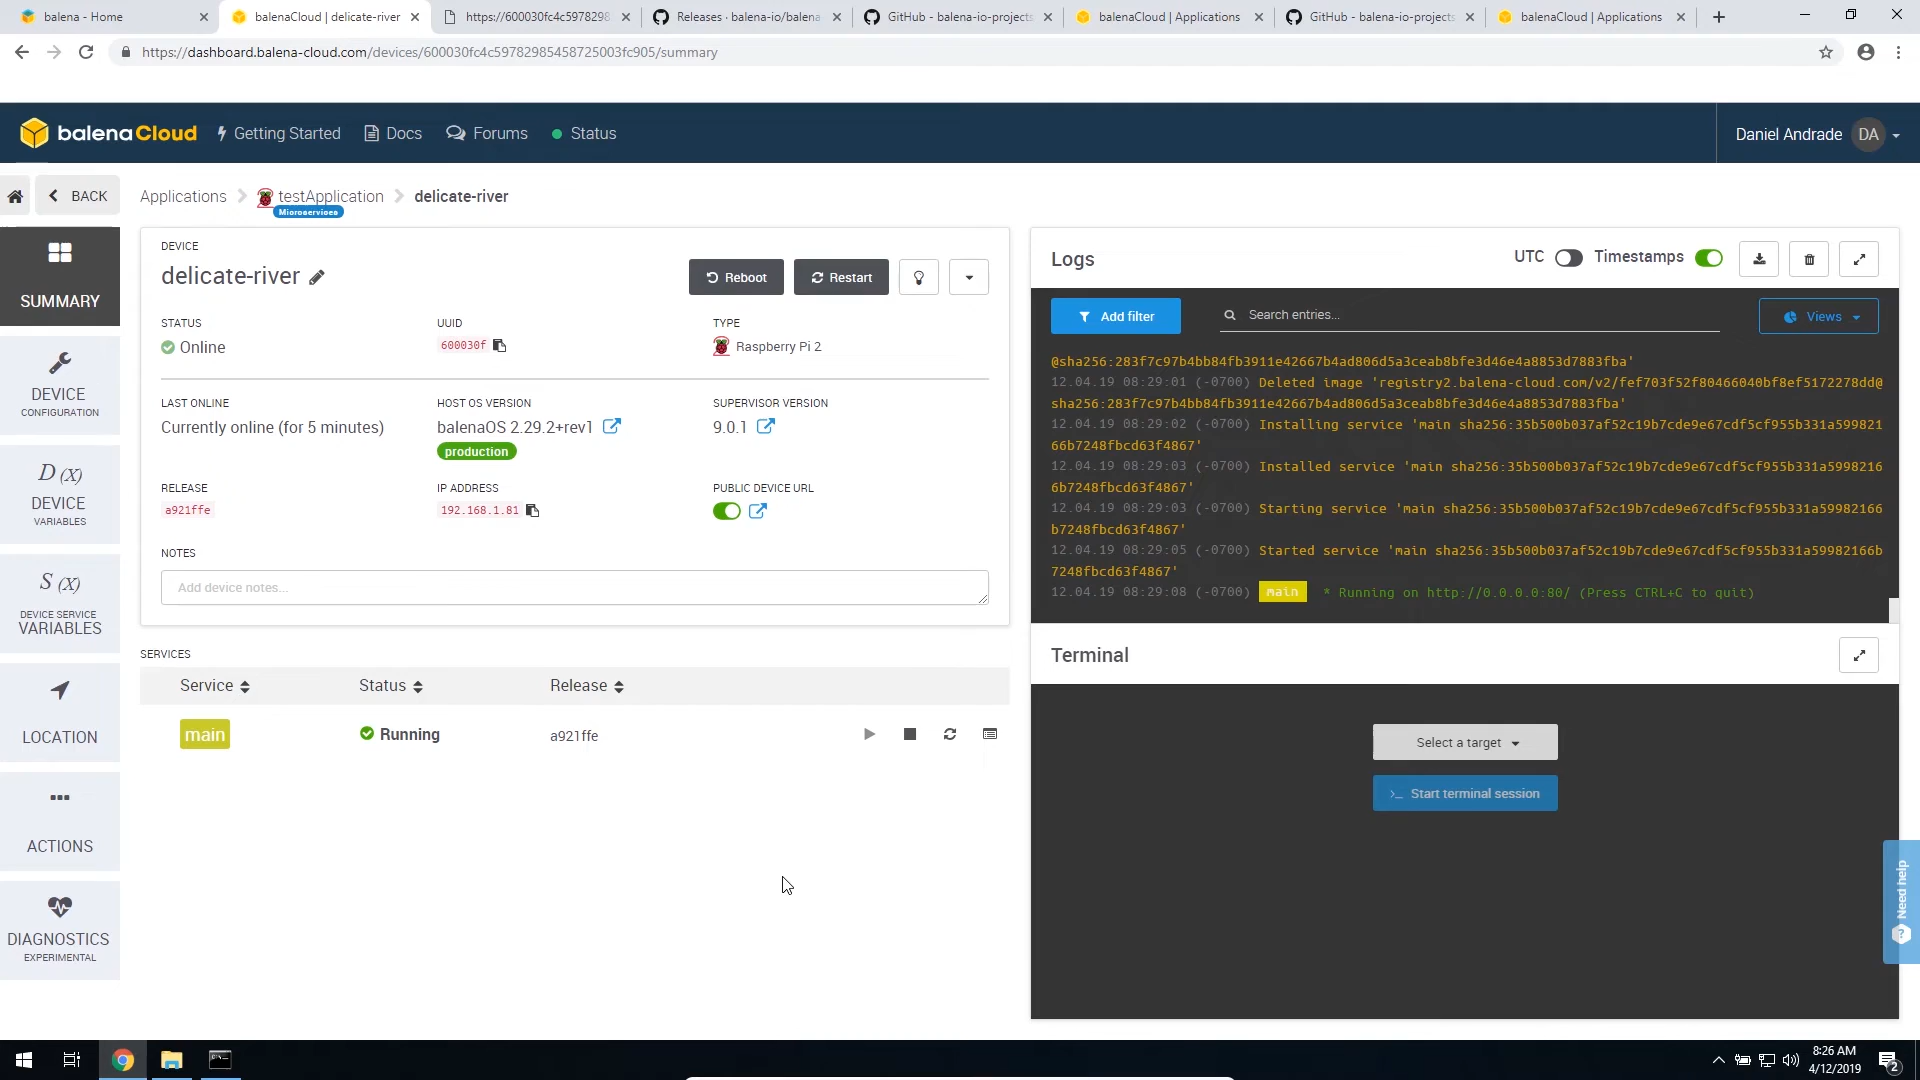 balena - Home
balenaCloud | delicate-river
https://600030fc4c5978298
Releases · balena-io/balena
GitHub - balena-io-projects
balenaCloud | Applications
GitHub - balena-io-projects
balenaCloud | Applications
https://dashboard.balena-cloud.com/devices/600030fc4c59782985458725003fc905/summary
balenaCloud
Getting Started
Docs
Forums
Status
Daniel Andrade
DA
BACK
Applications
testApplication
Microservices
delicate-river
SUMMARY
DEVICE
CONFIGURATION
D (X)
DEVICE
VARIABLES
S (X)
DEVICE SERVICE
VARIABLES
LOCATION
ACTIONS
DIAGNOSTICS
EXPERIMENTAL
DEVICE
delicate-river
Reboot
Restart
STATUS
Online
UUID
600030f
TYPE
Raspberry Pi 2
LAST ONLINE
Currently online (for 5 minutes)
HOST OS VERSION
balenaOS 2.29.2+rev1
production
SUPERVISOR VERSION
9.0.1
RELEASE
a921ffe
IP ADDRESS
192.168.1.81
PUBLIC DEVICE URL
NOTES
Add device notes...
SERVICES
Service
Status
Release
main
Running
a921ffe
Logs
UTC
Timestamps
Add filter
Search entries...
Views
@sha256:283f7c97b4bb84fb3911e42667b4ad806d5a3ceab8bfe3d46e4a8853d7883fba'
12.04.19 08:29:01 (-0700) Deleted image 'registry2.balena-cloud.com/v2/fef703f52f80466040bf8ef5172278dd@
sha256:283f7c97b4bb84fb3911e42667b4ad806d5a3ceab8bfe3d46e4a8853d7883fba'
12.04.19 08:29:02 (-0700) Installing service 'main sha256:35b500b037af52c19b7cde9e67cdf5cf955b331a599821
66b7248fbcd63f4867'
12.04.19 08:29:03 (-0700) Installed service 'main sha256:35b500b037af52c19b7cde9e67cdf5cf955b331a5998216
6b7248fbcd63f4867'
12.04.19 08:29:03 (-0700) Starting service 'main sha256:35b500b037af52c19b7cde9e67cdf5cf955b331a59982166
b7248fbcd63f4867'
12.04.19 08:29:05 (-0700) Started service 'main sha256:35b500b037af52c19b7cde9e67cdf5cf955b331a59982166b
7248fbcd63f4867'
12.04.19 08:29:08 (-0700) main * Running on http://0.0.0.0:80/ (Press CTRL+C to quit)
Terminal
Select a target
>_ Start terminal session
Need help
?
8:26 AM
4/12/2019
2